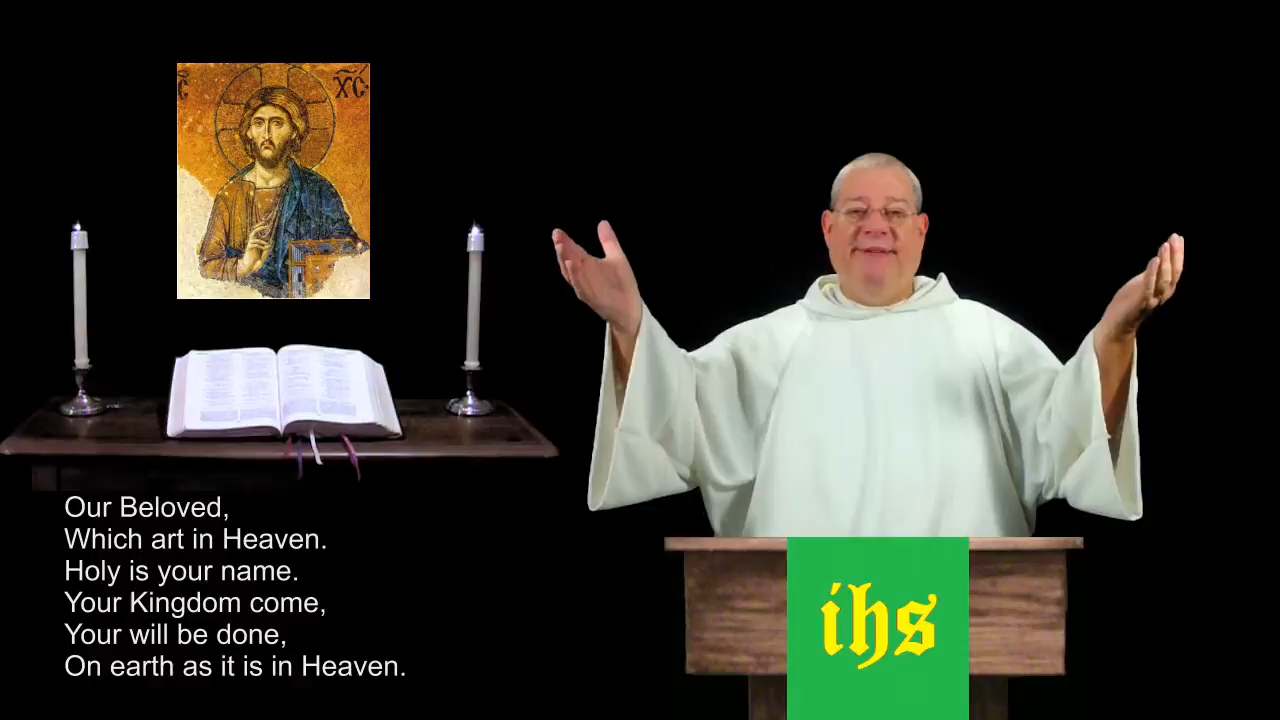 C
XC
Our Beloved,
Which art in Heaven.
Holy is your name.
Your Kingdom come,
Your will be done,
On earth as it is in Heaven.
ihs